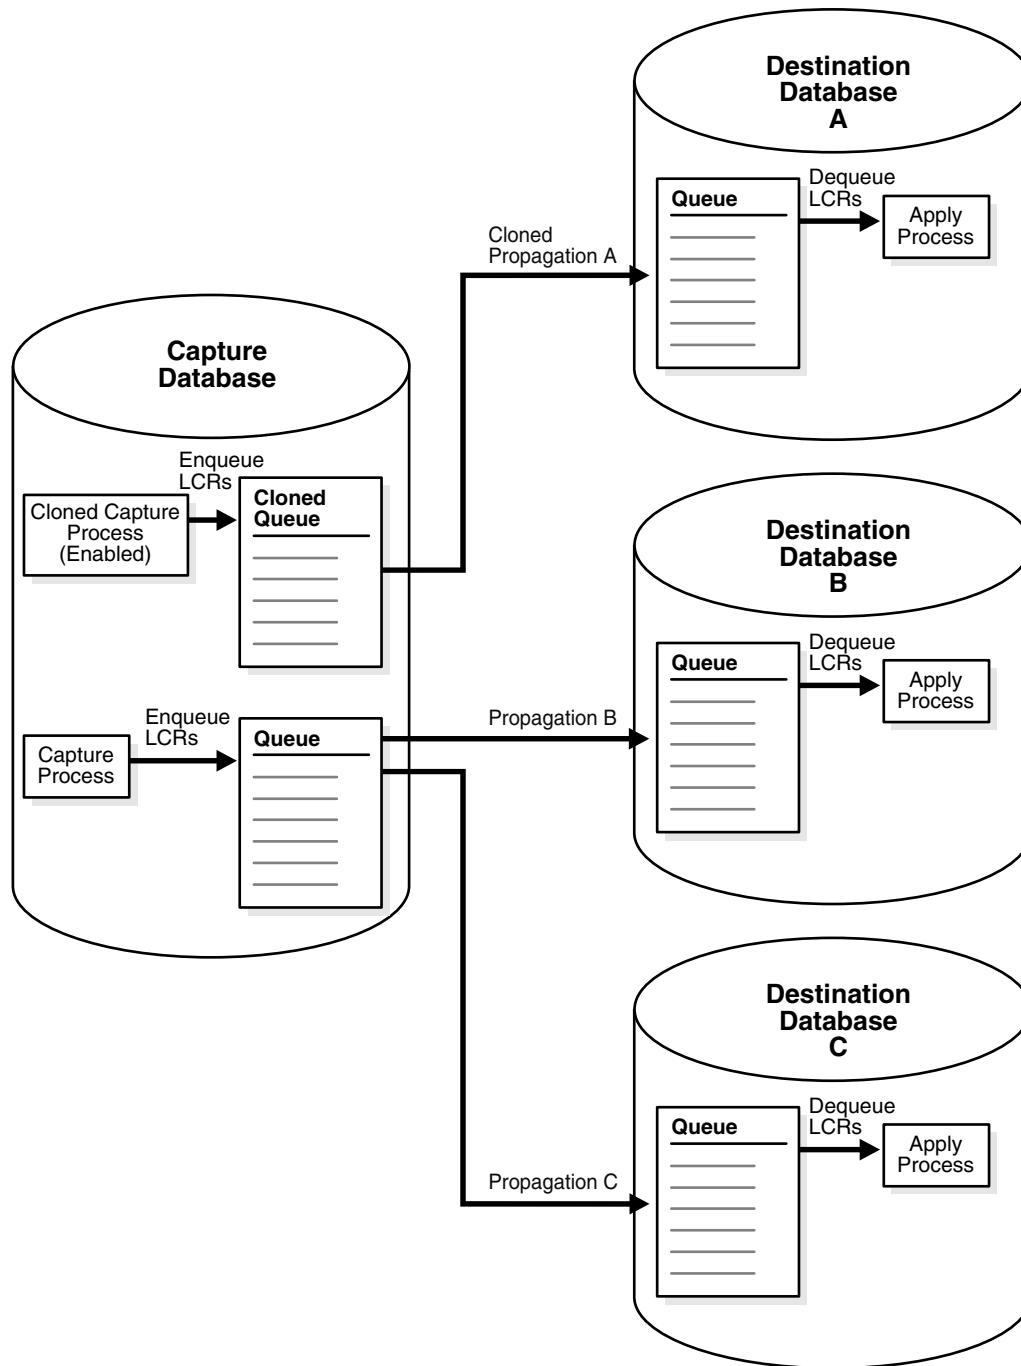 Destination
Database
A
Queue
Dequeue
LCRs
Apply
Process
Cloned
Propagation A
Capture
Database
Enqueue
LCRs
Cloned Capture
Process
(Enabled)
Cloned
Queue
Destination
Database
B
Queue
Dequeue
LCRs
Apply
Process
Propagation B
Enqueue
LCRs
Capture
Process
Queue
Destination
Database
C
Queue
Dequeue
LCRs
Apply
Process
Propagation C